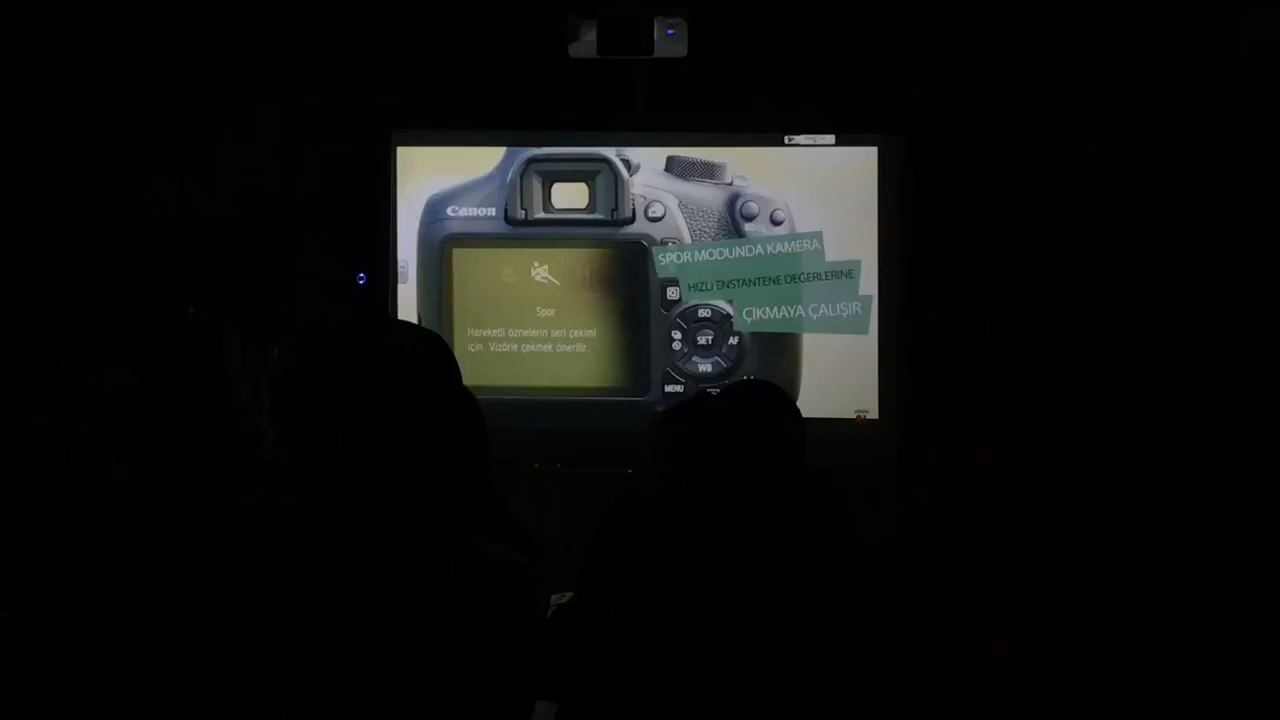 Canon
SPOR MODUNDA KAMERA
HIZLI ENSTANTENE DEĞERLERİNE
ÇIKMAYA ÇALIŞIR
Spor
Hareketli öznelerin seri çekimi
için. Vizörle çekmek önerilir.
ISO
SET
AF
WB
MENU